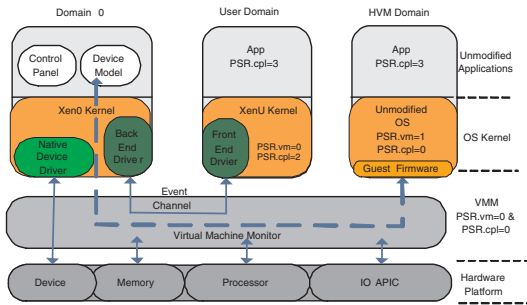 Domain 0
User Domain
HVM Domain
Control
Panel
Device
Model
App
PSR.cpl=3
App
PSR.cpl=3
Unmodified
Applications
Xen0 Kernel
Native
Device
Driver
Back
End
Drive r
XenU Kernel
Front
End
Drvier
PSR.vm=0
PSR.cpl=2
Unmodified
OS
PSR.vm=1
PSR.cpl=0
Guest Firmware
OS Kernel
Event
Channel
Virtual Machine Monitor
VMM
PSR.vm=0 &
PSR.cpl=0
Device
Memory
Processor
IO APIC
Hardware
Platform